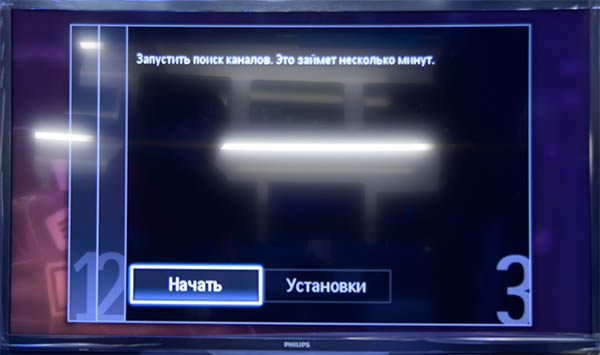 Запустить поиск каналов. Это займет несколько минут.
12
3
Начать
Установки
PHILIPS